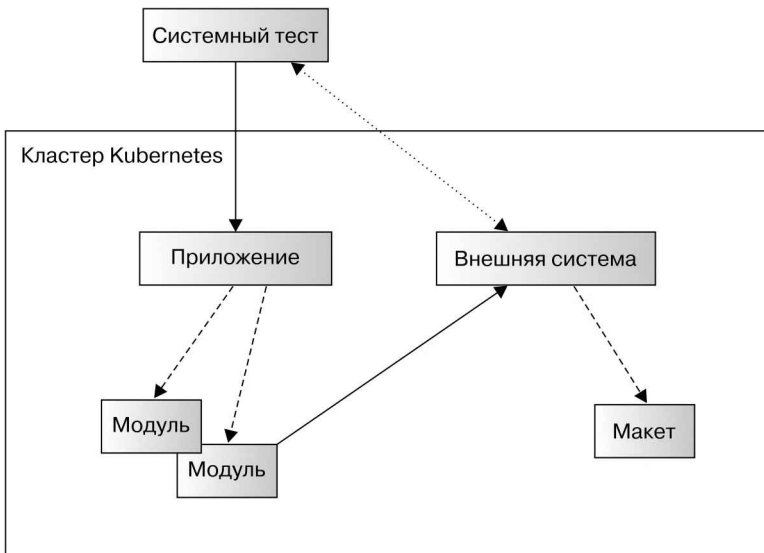 Системный тест
Кластер Kubernetes
Приложение
Внешняя система
Модуль
Модуль
Макет